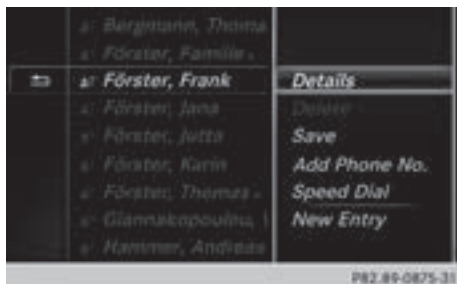 Bergmann, Thoma
Förster, Familie
Förster, Frank
Förster, Jana
Förster, Jutta
Förster, Karin
Förster, Thomas
Giannakopoulou,
Hammer, Andreas
Details
Delete
Save
Add Phone No.
Speed Dial
New Entry
P82.89-0875-31